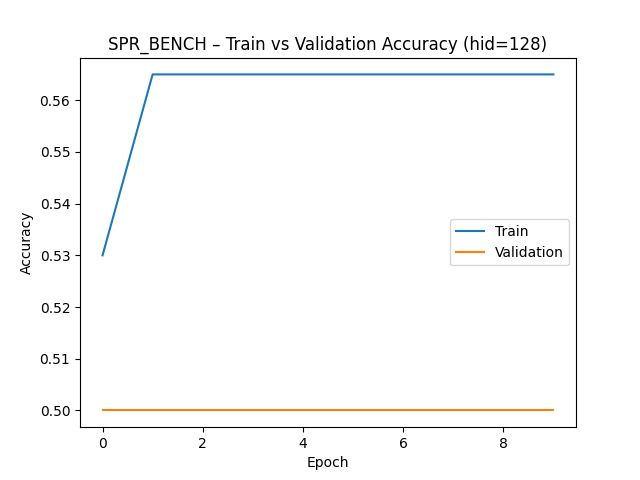 SPR_BENCH – Train vs Validation Accuracy (hid=128)
Accuracy
0.56
0.55
0.54
0.53
0.52
0.51
0.50
Train
Validation
0
2
4
6
8
Epoch